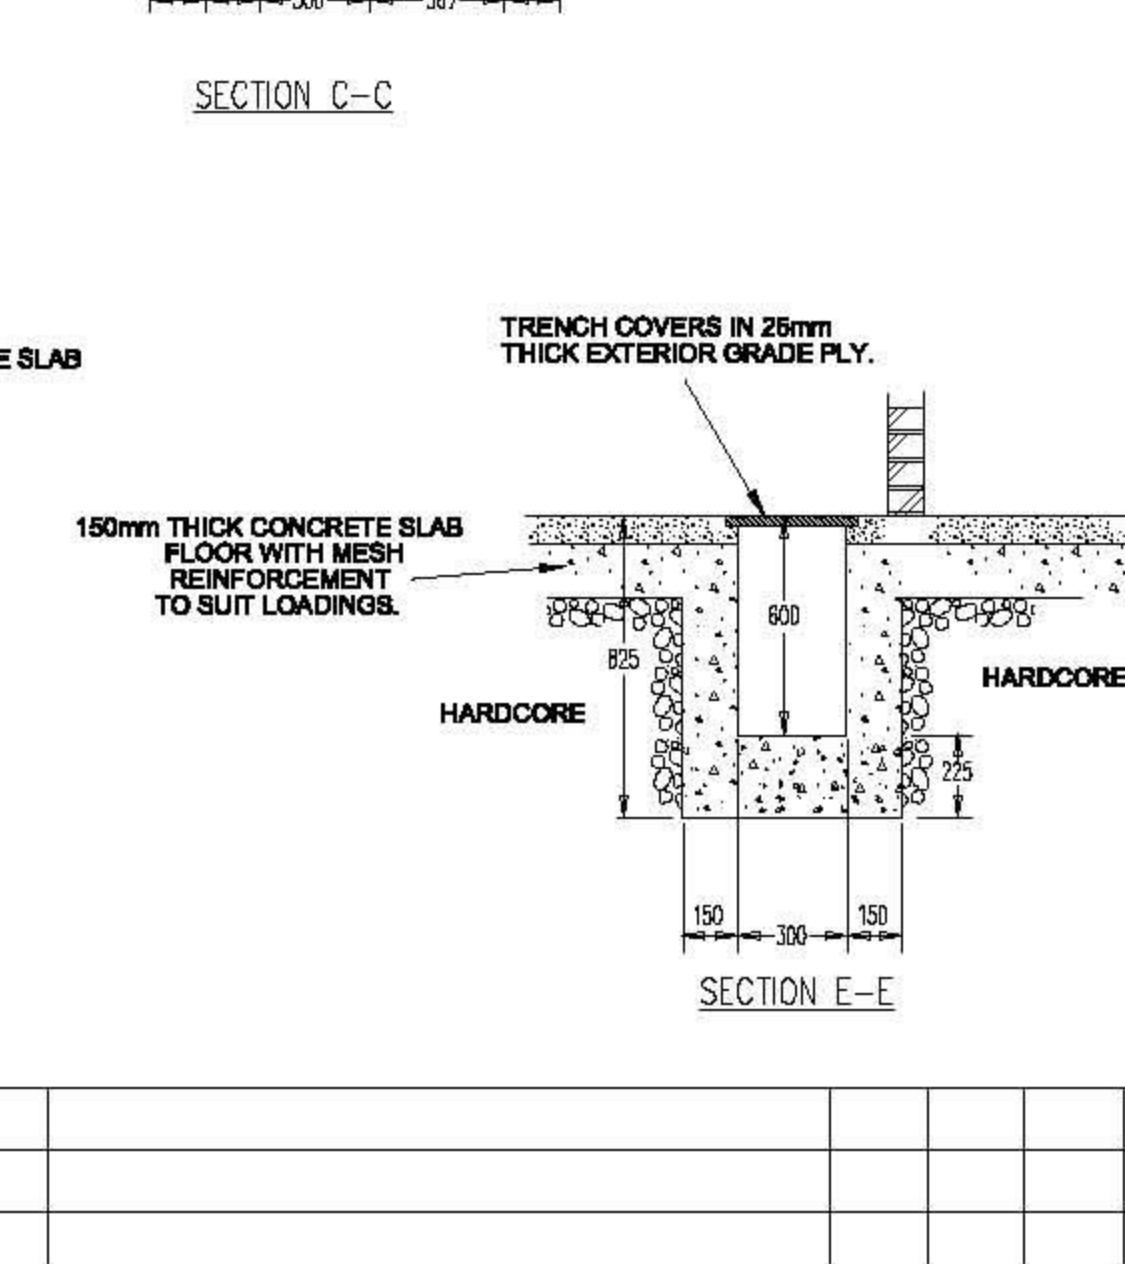 SECTION C-C
E SLAB
TRENCH COVERS IN 25mm
THICK EXTERIOR GRADE PLY.
150mm THICK CONCRETE SLAB
FLOOR WITH MESH
REINFORCEMENT
TO SUIT LOADINGS.
600
825
HARDCORE
HARDCORE
225
150
300
150
SECTION E-E